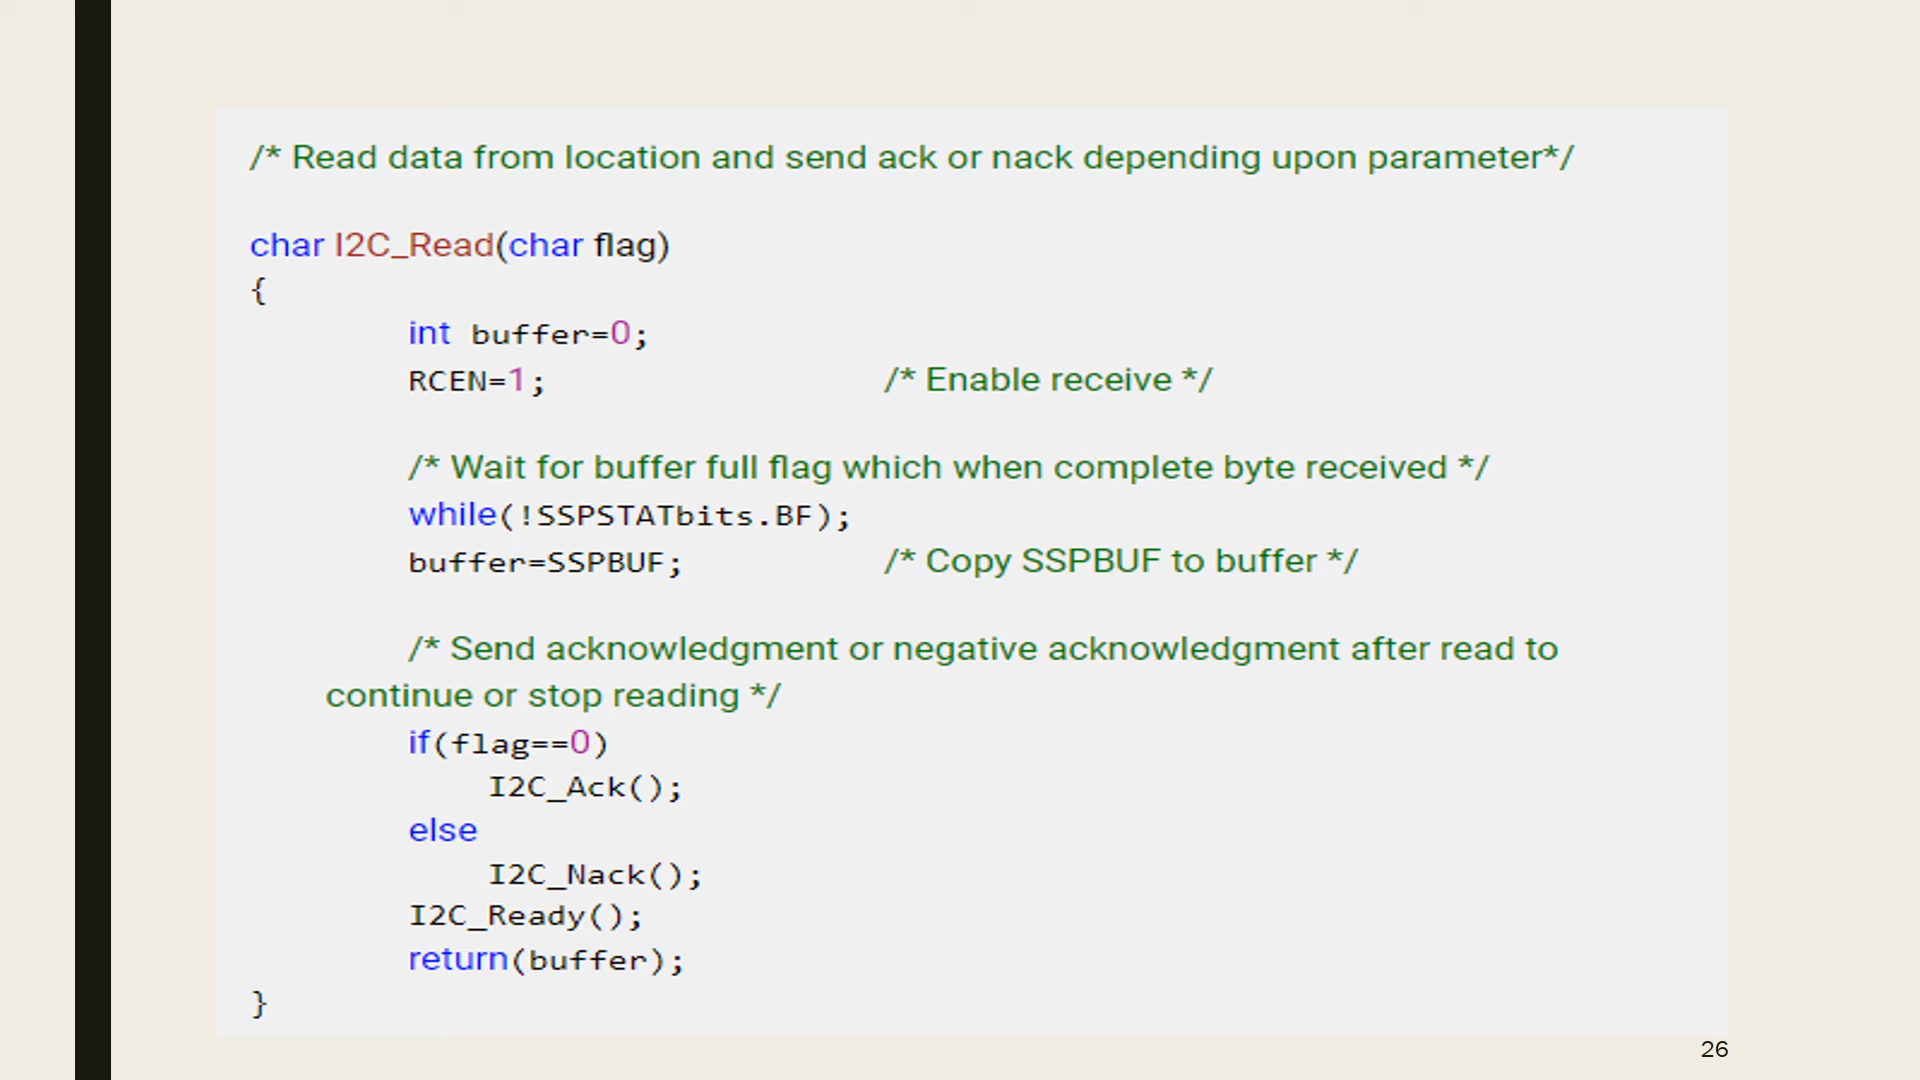 /* Read data from location and send ack or nack depending upon parameter*/
char I2C_Read(char flag)
{
int buffer=0;
RCEN=1; /* Enable receive */
/* Wait for buffer full flag which when complete byte received */
while(!SSPSTATbits.BF);
buffer=SSPBUF; /* Copy SSPBUF to buffer */
/* Send acknowledgment or negative acknowledgment after read to
continue or stop reading */
if(flag==0)
I2C_Ack();
else
I2C_Nack();
I2C_Ready();
return(buffer);
}
26